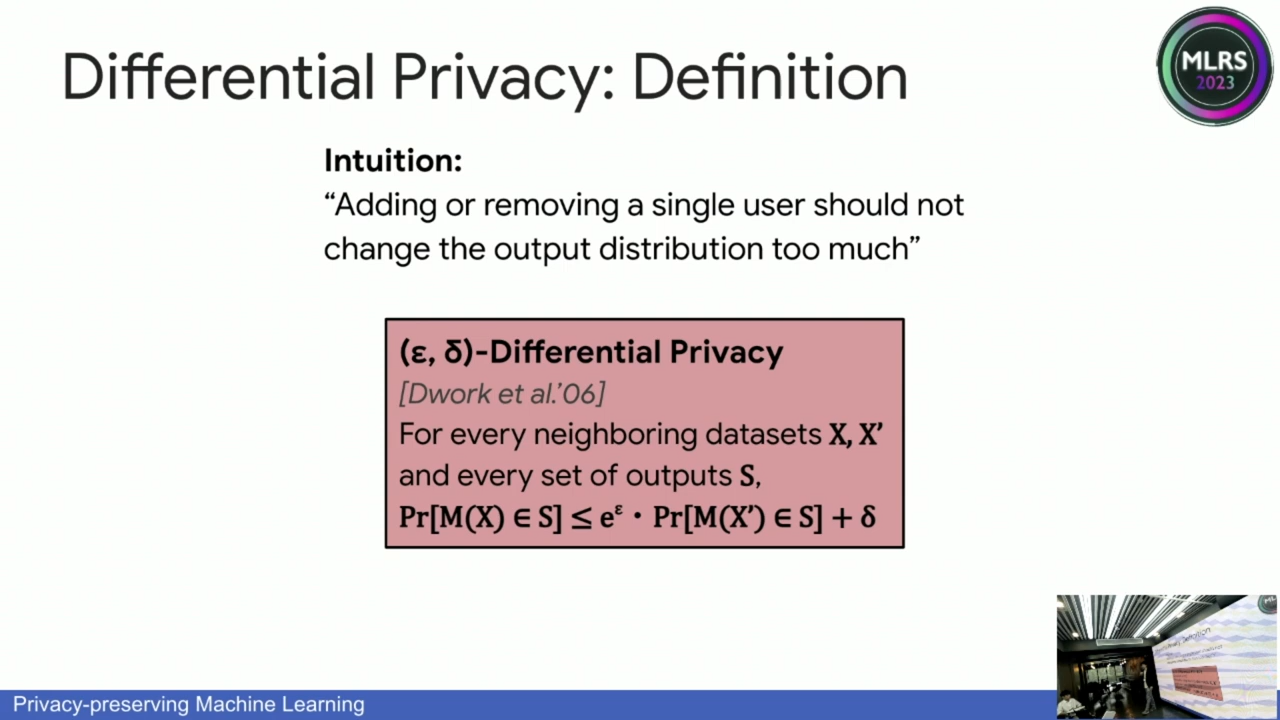 Differential Privacy: Definition
MLRS
2023
Intuition:
“Adding or removing a single user should not
change the output distribution too much”
(ε, δ)-Differential Privacy
[Dwork et al.’06]
For every neighboring datasets X, X’
and every set of outputs S,
Pr[M(X) ∈ S] ≤ e^ε · Pr[M(X’) ∈ S] + δ
Privacy-preserving Machine Learning